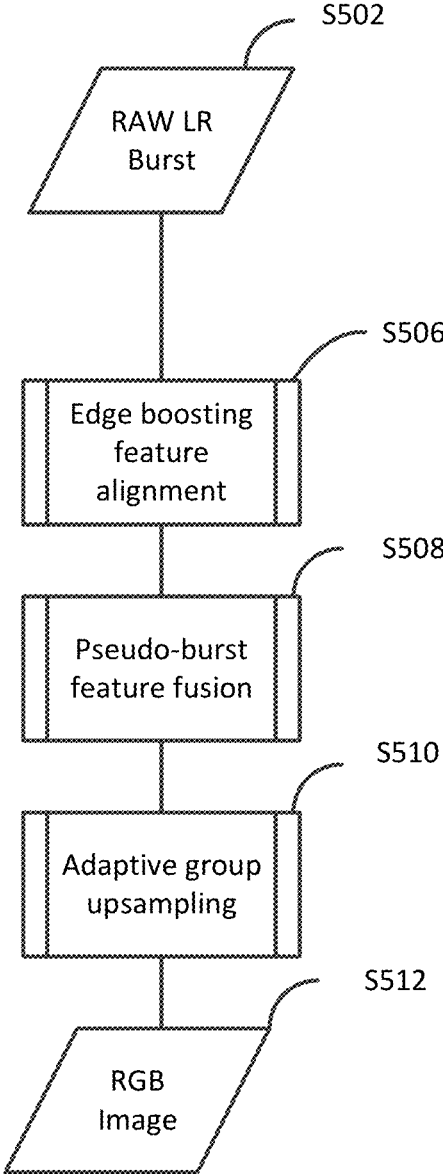 S502
RAW LR
Burst
S506
Edge boosting
feature
alignment
S508
Pseudo-burst
feature fusion
S510
Adaptive group
upsampling
S512
RGB
Image